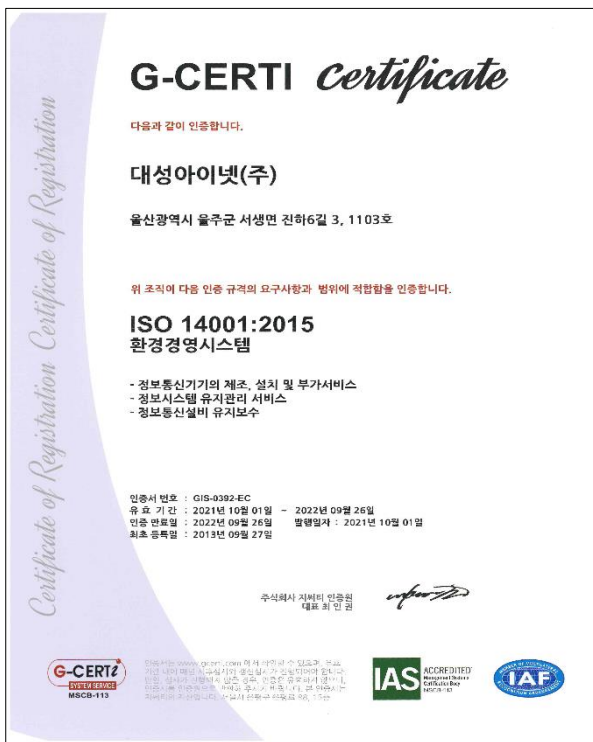 Certificate of Registration Certificate of Registration
G-CERTI Certificate
다음과 같이 인증합니다.
대성아이넷(주)
울산광역시 울주군 서생면 진하6길 3, 1103호
위 조직이 다음 인증 규격의 요구사항과 범위에 적합함을 인증합니다.
ISO 14001:2015
환경경영시스템
- 정보통신기기의 제조, 설치 및 부가서비스
- 정보시스템 유지관리 서비스
- 정보통신설비 유지보수
인증서 번호 : GIS-0392-EC
유 효 기 간 : 2021년 10월 01일 ~ 2022년 09월 26일
인증 만료일 : 2022년 09월 26일 발행일자 : 2021년 10월 01일
최초 등록일 : 2013년 09월 27일
주식회사 지써티 인증원
대표 최 인 권
G-CERTi
SYSTEM SERVICE
MSCB-113
IAS ACCREDITED
Management Systems
Certification Body
MSCB-113
IAF